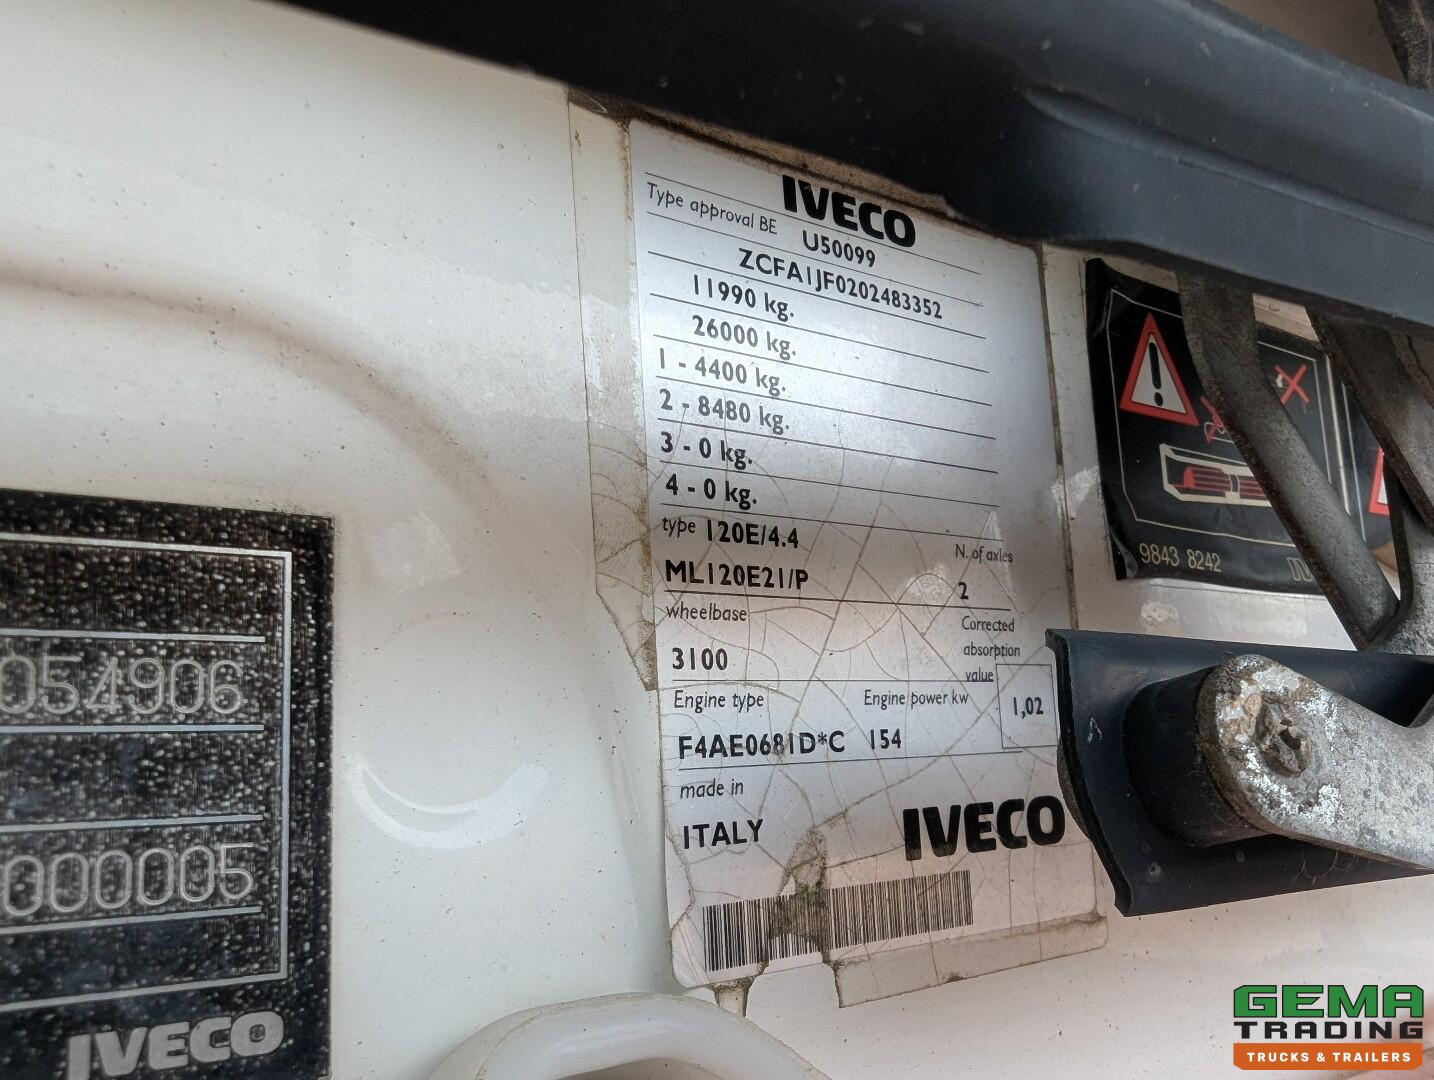 IVECO
Type approval BE U50099
ZCFA1JF0202483352
11990 kg.
26000 kg.
1 - 4400 kg.
2 - 8480 kg.
3 - 0 kg.
4 - 0 kg.
type 120E/4.4
N. of axles
ML120E21/P 2
wheelbase
Corrected
absorption
value
3100
1,02
Engine type Engine power kw
F4AE0681D*C 154
made in
ITALY
IVECO
9843 8242
054906
000005
IVECO
GEMA
TRADING
TRUCKS & TRAILERS